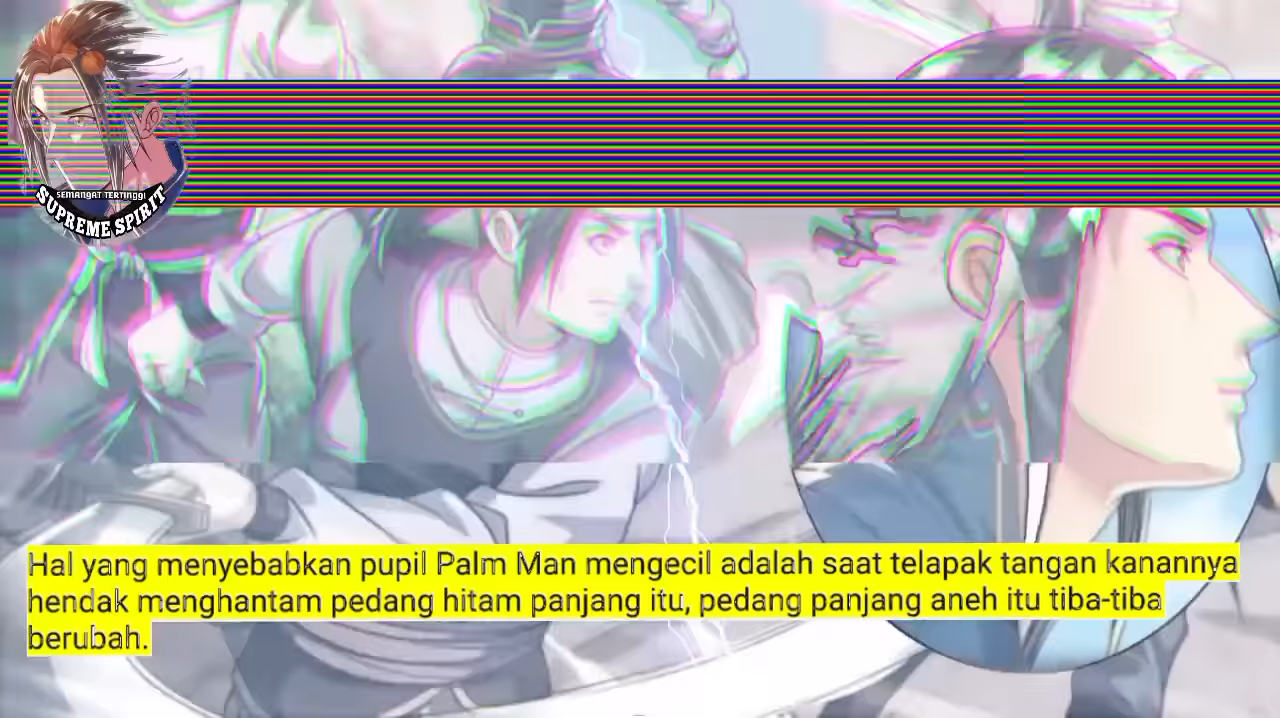 SEMANGAT TERTINGGI
SUPREME SPIRIT
Hal yang menyebabkan pupil Palm Man mengecil adalah saat telapak tangan kanannya
hendak menghantam pedang hitam panjang itu, pedang panjang aneh itu tiba-tiba
berubah.